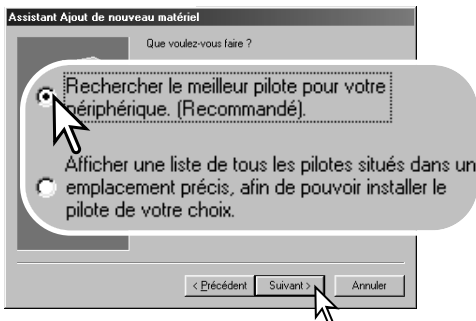 Assistant Ajout de nouveau matériel
Que voulez-vous faire ?
Rechercher le meilleur pilote pour votre
périphérique. (Recommandé).
Afficher une liste de tous les pilotes situés dans un
emplacement précis, afin de pouvoir installer le
pilote de votre choix.
< Précédent Suivant > Annuler